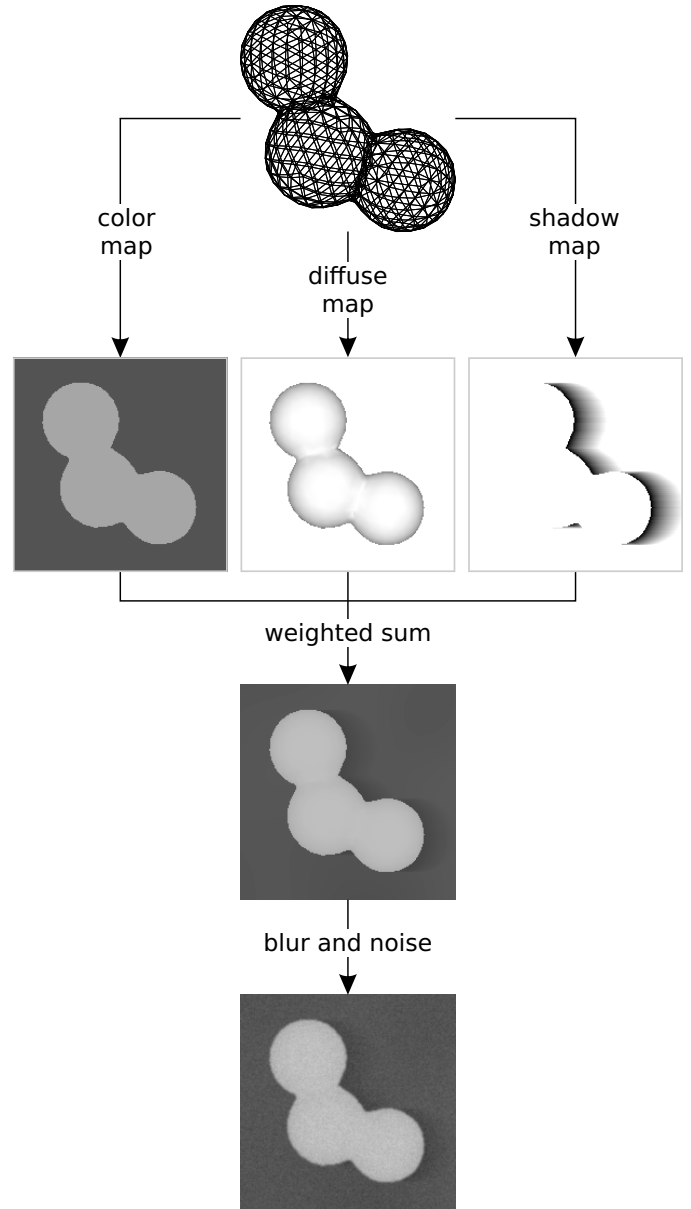 color
map
diffuse
map
shadow
map
weighted sum
blur and noise